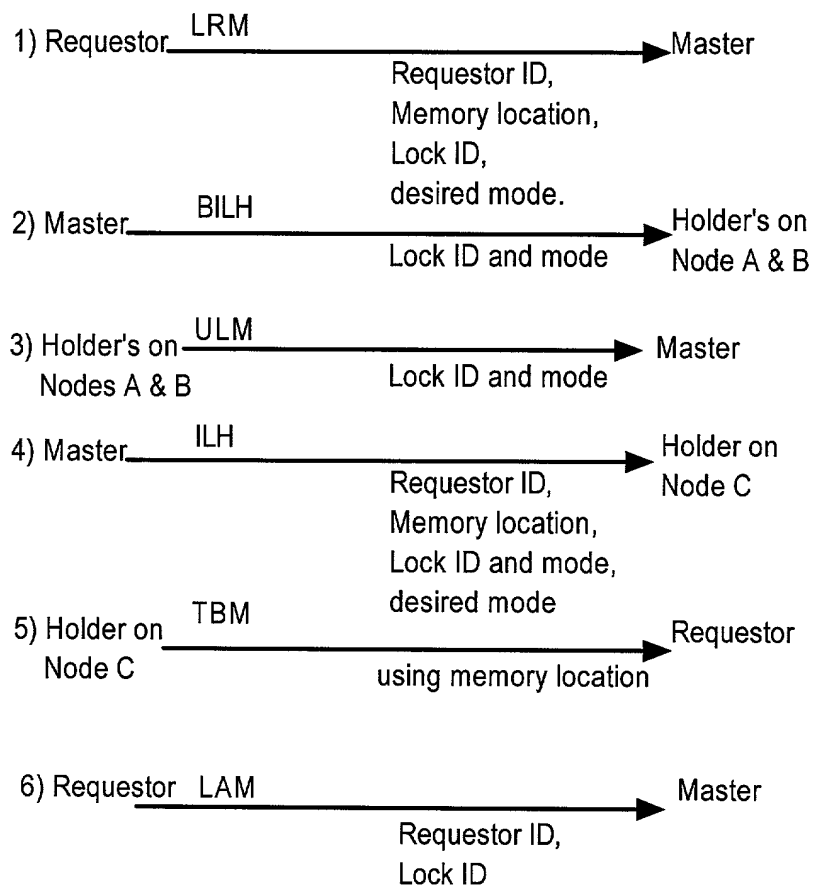 1) Requestor LRM Master
Requestor ID,
Memory location,
Lock ID,
desired mode.
2) Master BILH Holder's on
Node A & B
Lock ID and mode
3) Holder's on ULM Master
Nodes A & B
Lock ID and mode
4) Master ILH Holder on
Node C
Requestor ID,
Memory location,
Lock ID and mode,
desired mode
5) Holder on TBM Requestor
Node C
using memory location
6) Requestor LAM Master
Requestor ID,
Lock ID